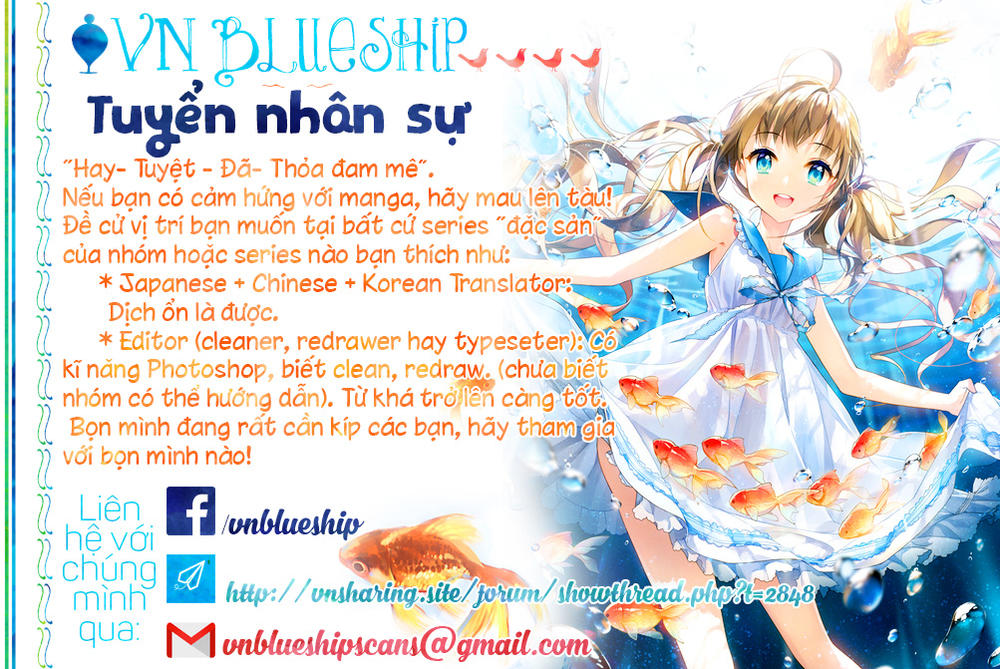 VN BLUESHIP
Tuyển nhân sự
"Hay- Tuyệt - Đã- Thỏa đam mê".
Nếu bạn có cảm hứng với manga, hãy mau lên tàu!
Đề cử vị trí bạn muốn tại bất cứ series "đặc sản"
của nhóm hoặc series nào bạn thích như:
* Japanese + Chinese + Korean Translator:
Dịch ổn là được.
* Editor (cleaner, redrawer hay typeseter): Có
kĩ năng Photoshop, biết clean, redraw. (chưa biết
nhóm có thể hướng dẫn). Từ khá trở lên càng tốt.
Bọn mình đang rất cần kíp các bạn, hãy tham gia
với bọn mình nào!
Liên
hệ với
chúng
mình
qua:
f /vnblueship
http://vnsharing.site/forum/showthread.php?t=2848
vnblueshipscans@gmail.com